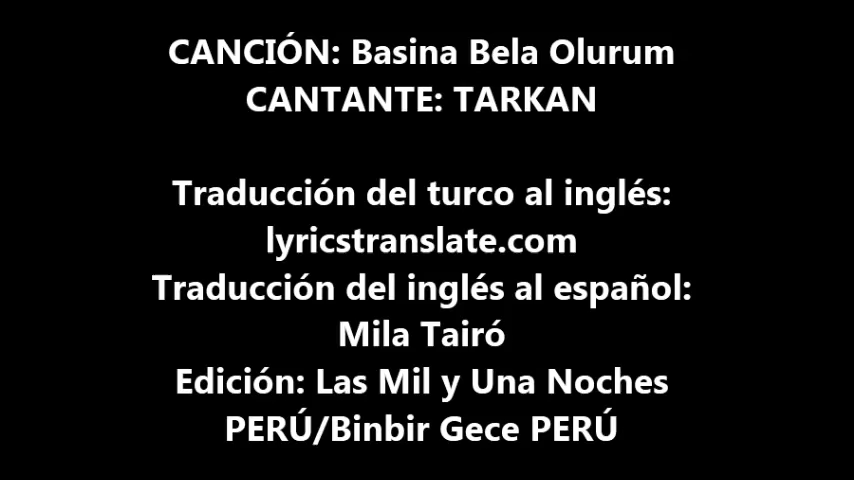 CANCIÓN: Basina Bela Olurum
CANTANTE: TARKAN
Traducción del turco al inglés:
lyricstranslate.com
Traducción del inglés al español:
Mila Tairó
Edición: Las Mil y Una Noches
PERÚ/Binbir Gece PERÚ